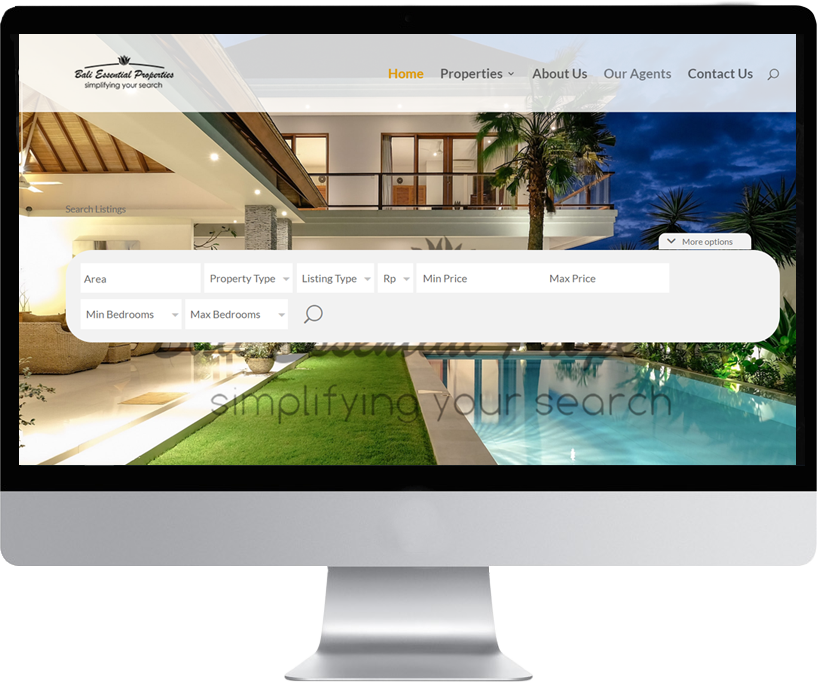 Bali Essential Properties
simplifying your search
Home Properties About Us Our Agents Contact Us
Search Listings
More options
Area Property Type Listing Type Rp Min Price Max Price
Min Bedrooms Max Bedrooms
simplifying your search